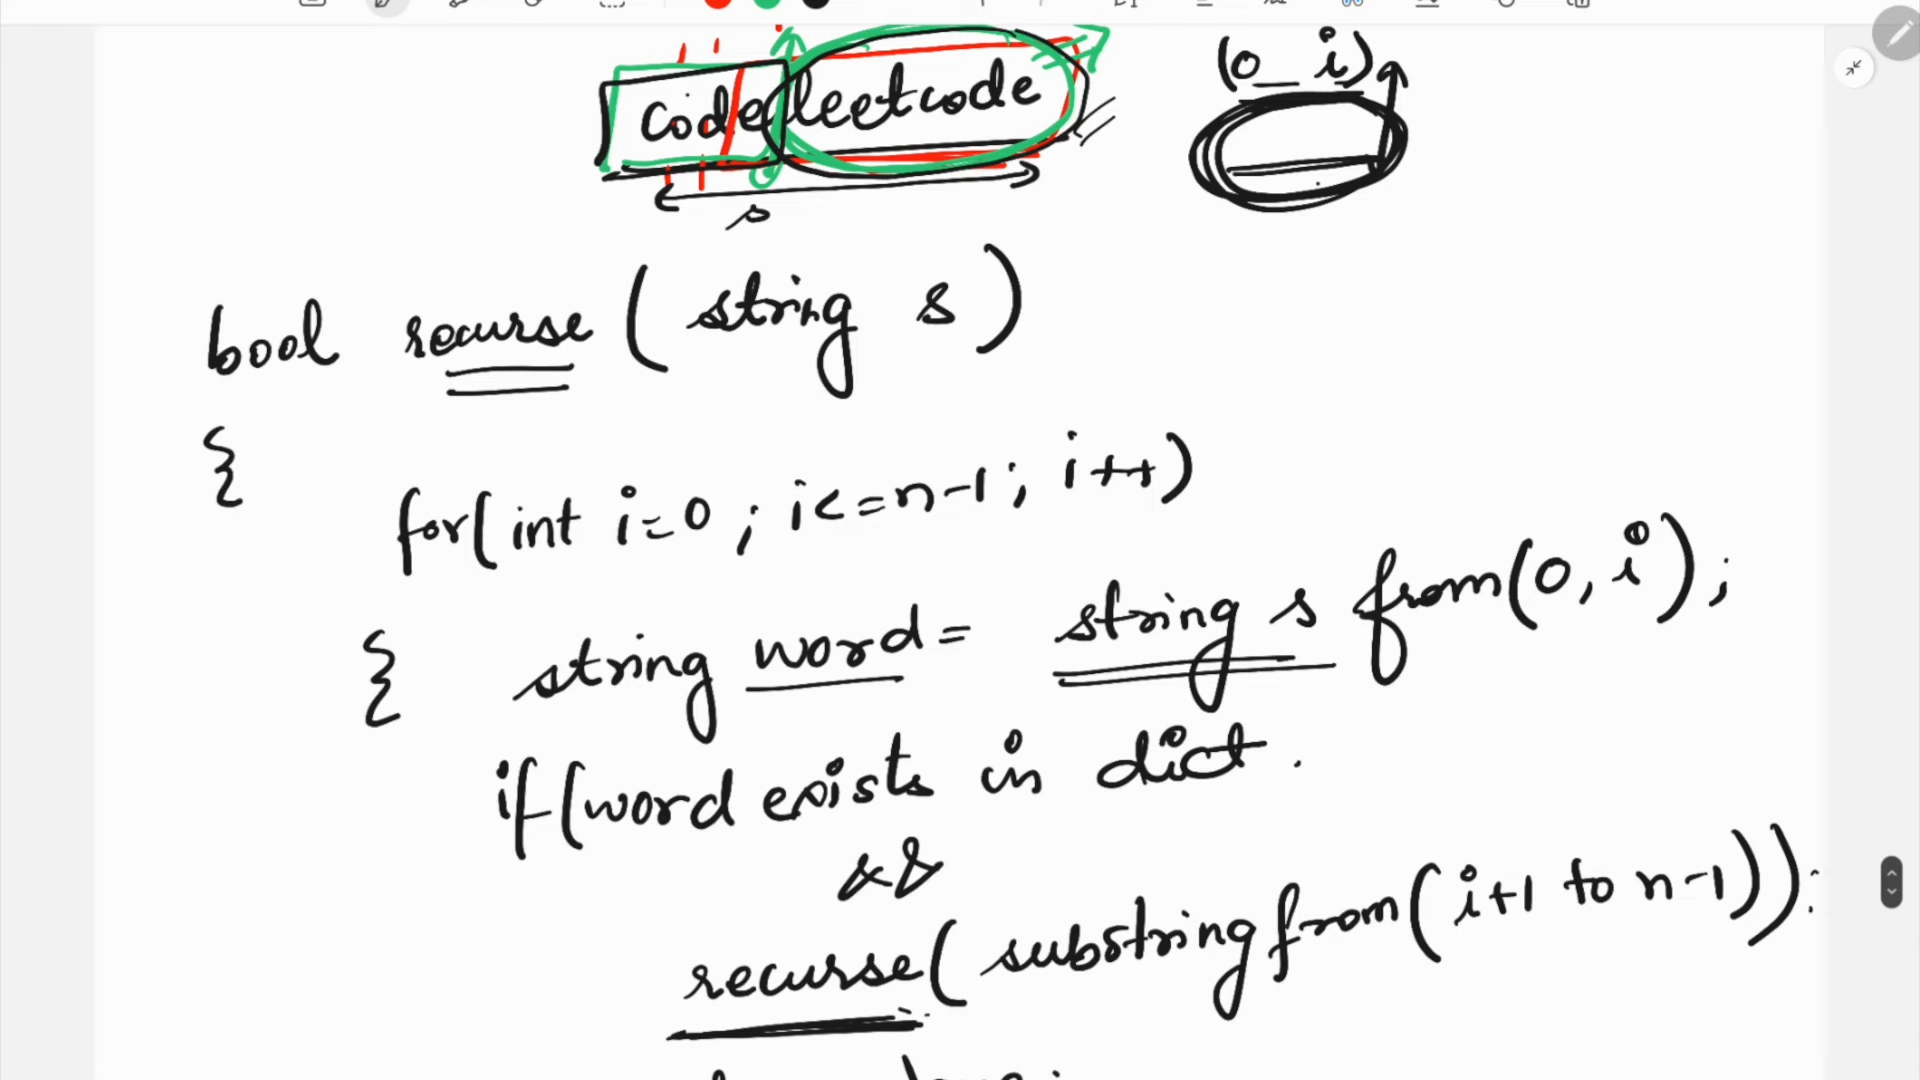 codeleetcode
(0_ i)
s
bool recurse (string s)
{
for(int i=0 ; i<=n-1; i++)
{ string word= string s from(0, i);
if(word exists in dict.
&&
recurse( substring from(i+1 to n-1)):